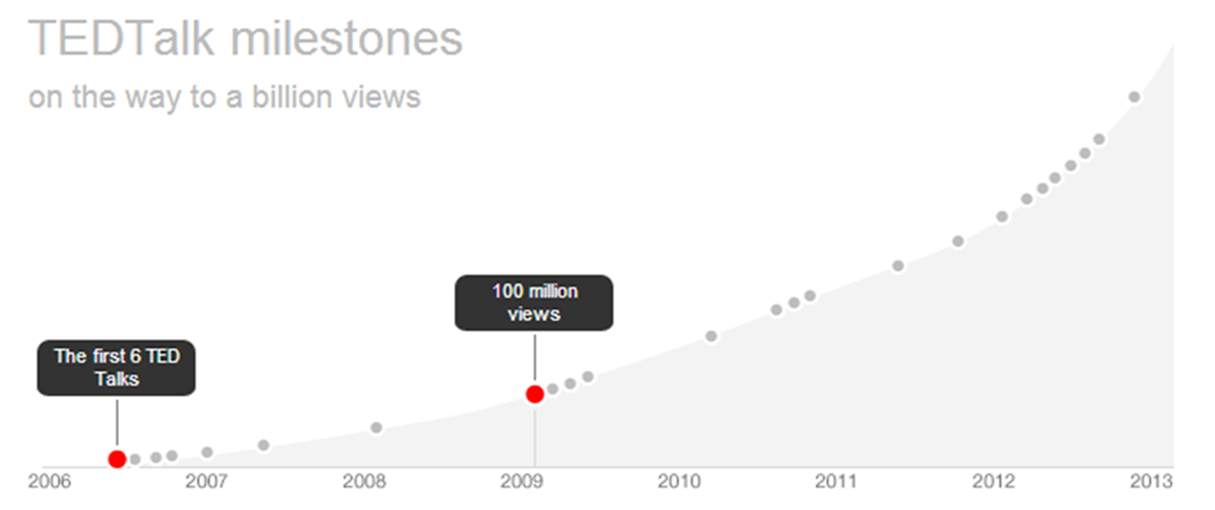 TEDTalk milestones
on the way to a billion views
100 million
views
The first 6 TED
Talks
2006 2007 2008 2009 2010 2011 2012 2013